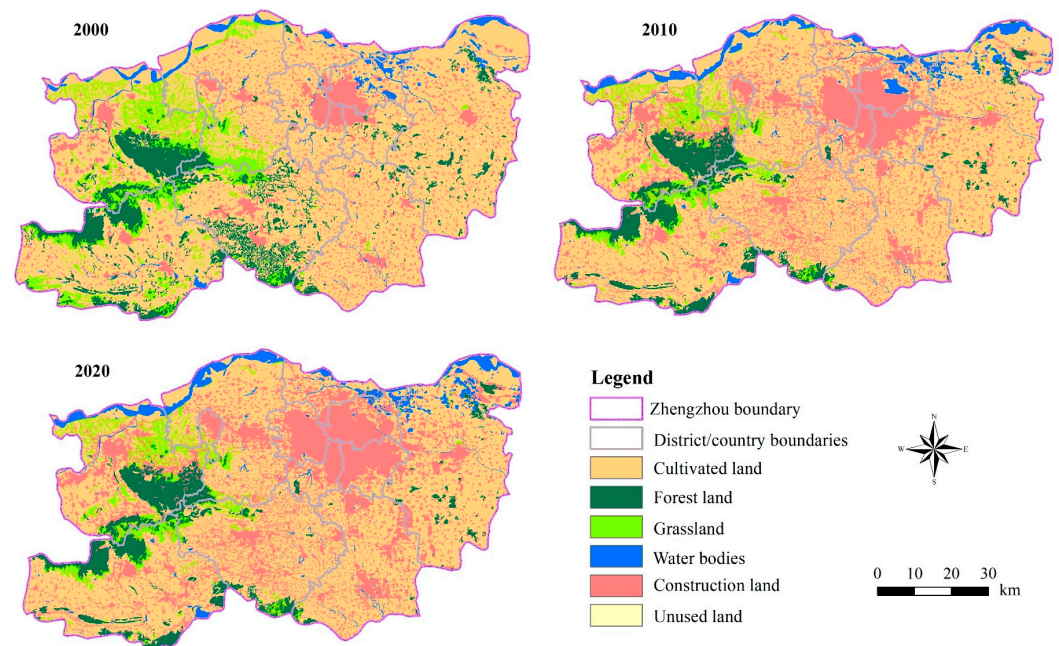 2000
2010
2020
Legend
Zhengzhou boundary
District/country boundaries
Cultivated land
Forest land
Grassland
Water bodies
Construction land
Unused land
N
W E
S
0 10 20 30 km